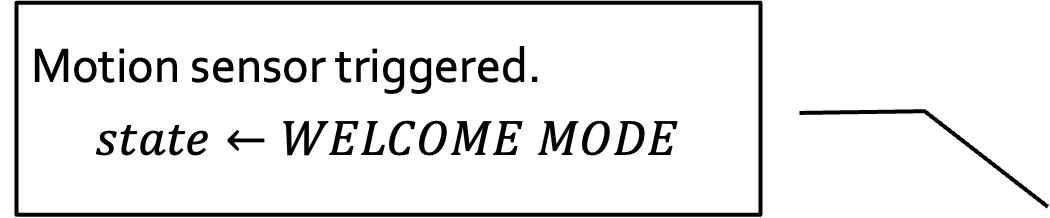 Motion sensor triggered.
state ← WELCOME MODE